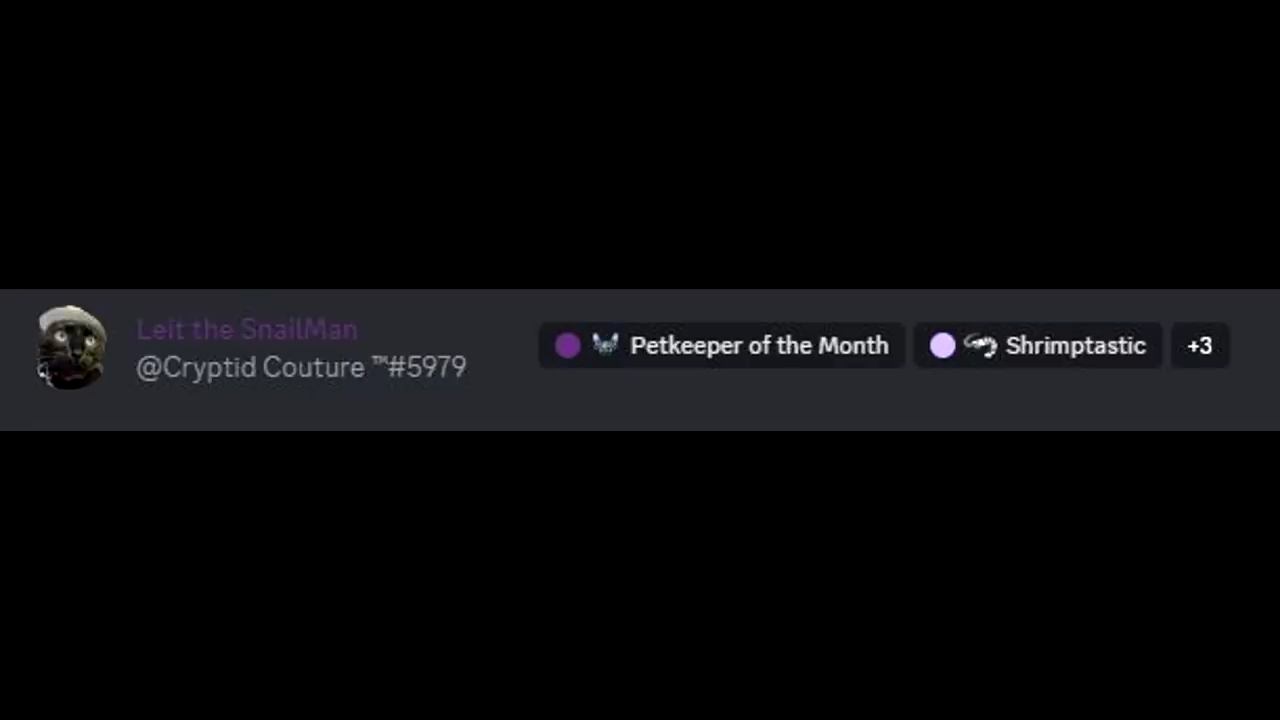 Leit the SnailMan
@Cryptid Couture ™#5979
Petkeeper of the Month
Shrimptastic
+3